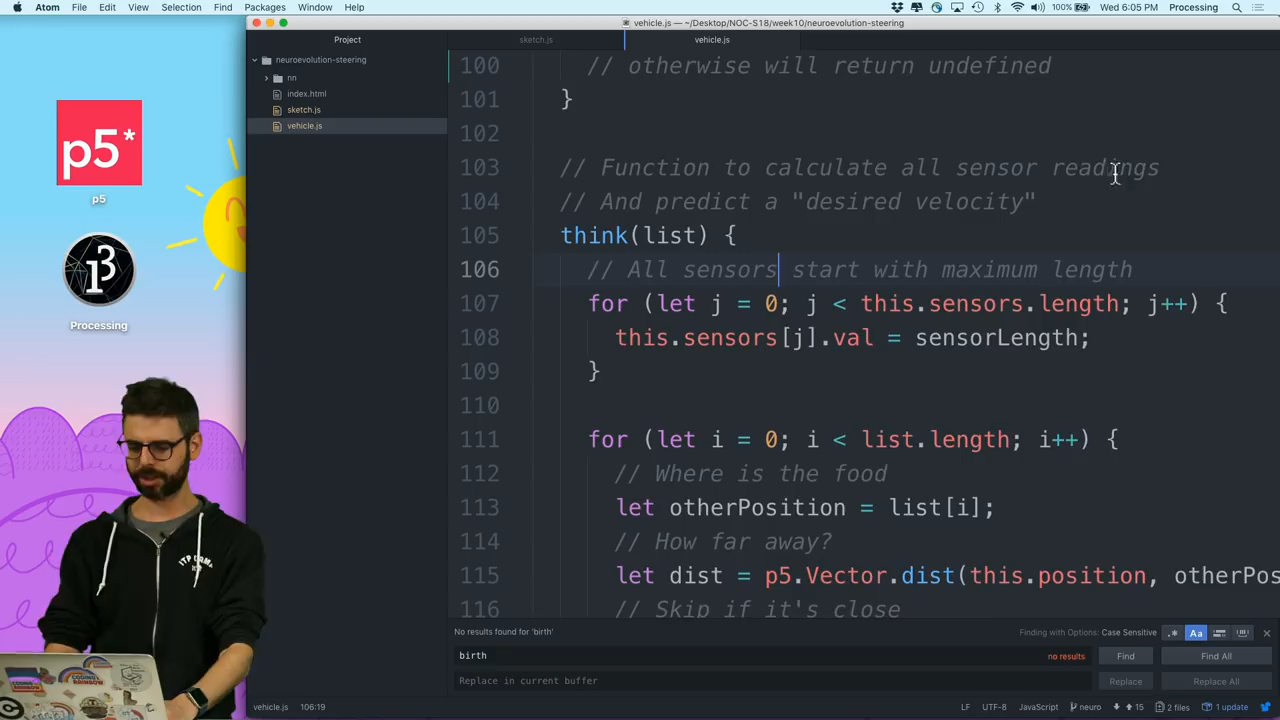 Atom File Edit View Selection Find Packages Window Help
100% Wed 6:05 PM Processing
vehicle.js — ~/Desktop/NOC-S18/week10/neuroevolution-steering
Project
sketch.js
vehicle.js
neuroevolution-steering
nn
index.html
sketch.js
vehicle.js
p5*
p5
Processing
100 // otherwise will return undefined
101 }
102
103 // Function to calculate all sensor readings
104 // And predict a "desired velocity"
105 think(list) {
106 // All sensors start with maximum length
107 for (let j = 0; j < this.sensors.length; j++) {
108 this.sensors[j].val = sensorLength;
109 }
110
111 for (let i = 0; i < list.length; i++) {
112 // Where is the food
113 let otherPosition = list[i];
114 // How far away?
115 let dist = p5.Vector.dist(this.position, otherPos
116 // Skip if it's close
No results found for 'birth'
Finding with Options: Case Sensitive
.* Aa
birth
no results
Find
Find All
Replace in current buffer
Replace
Replace All
vehicle.js 106:19
LF UTF-8 JavaScript neuro 15 2 files 1 update
CODING RAINBOW